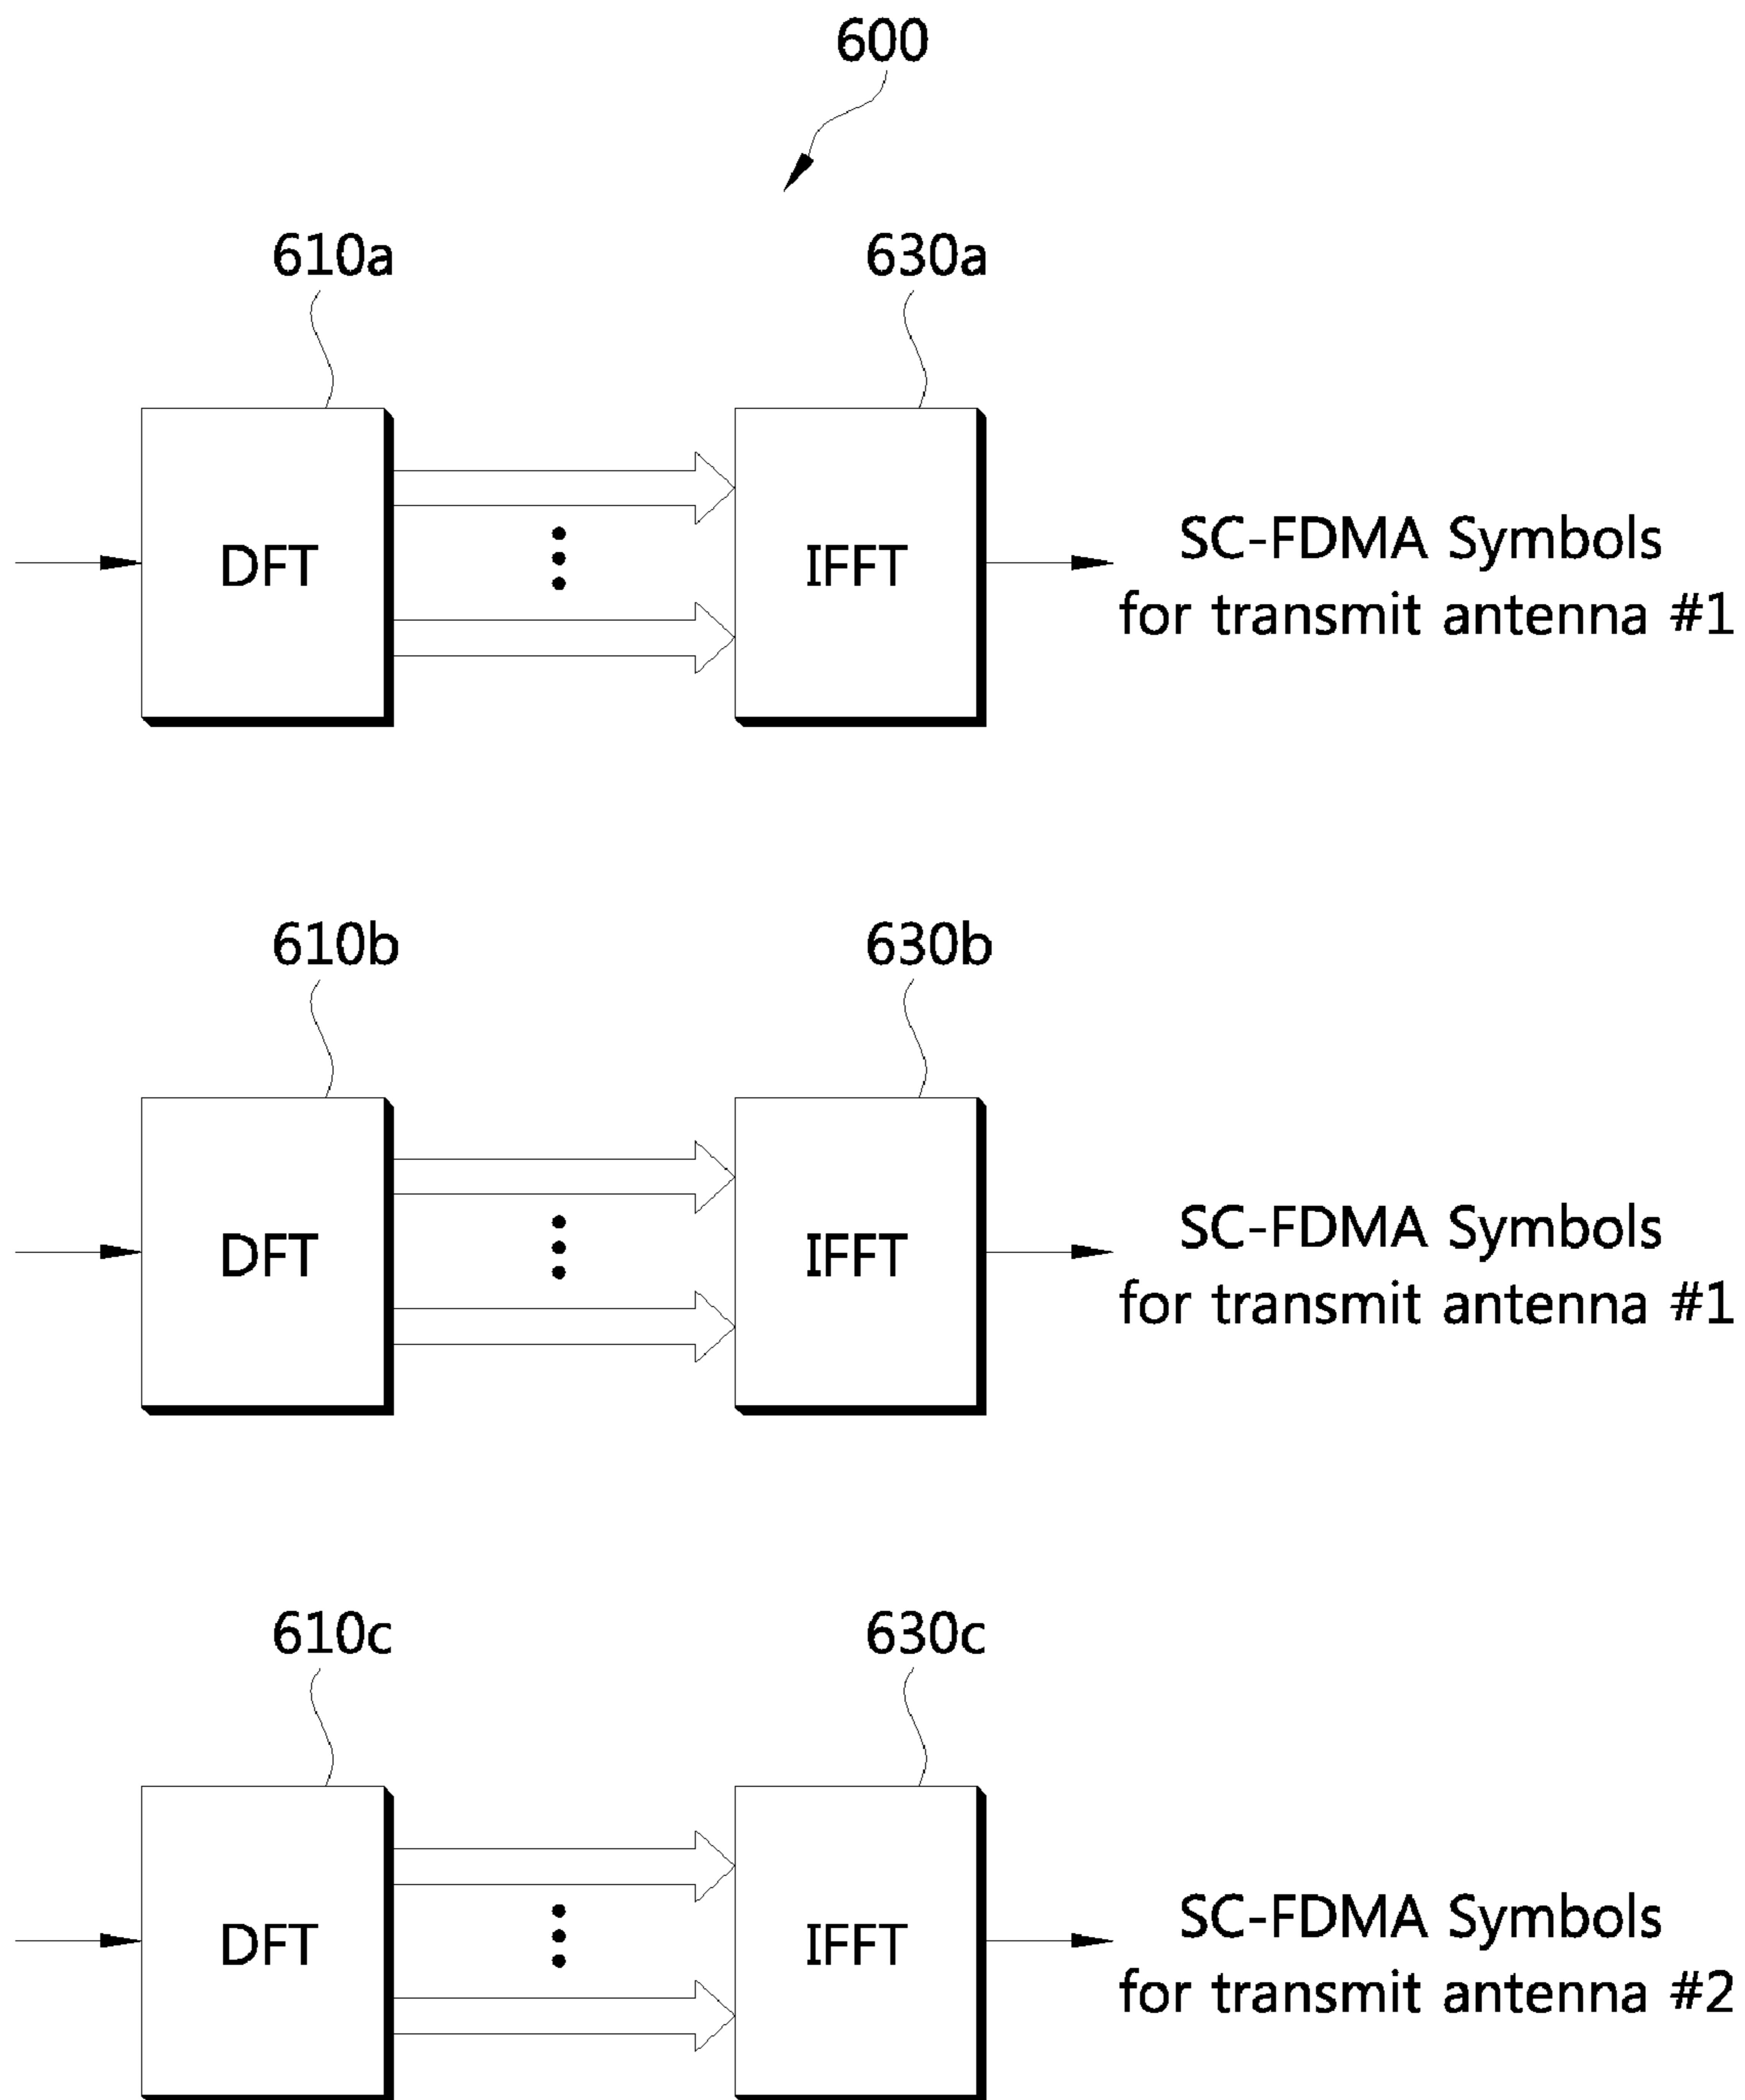 600
610a
630a
DFT
IFFT
SC-FDMA Symbols
for transmit antenna #1
610b
630b
DFT
IFFT
SC-FDMA Symbols
for transmit antenna #1
610c
630c
DFT
IFFT
SC-FDMA Symbols
for transmit antenna #2